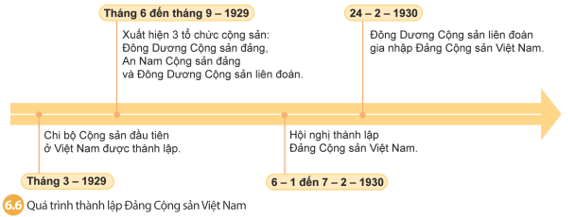 Tháng 6 đến tháng 9 – 1929
Xuất hiện 3 tổ chức cộng sản:
Đông Dương Cộng sản đảng,
An Nam Cộng sản đảng
và Đông Dương Cộng sản liên đoàn.
24 – 2 – 1930
Đông Dương Cộng sản liên đoàn
gia nhập Đảng Cộng sản Việt Nam.
Chi bộ Cộng sản đầu tiên
ở Việt Nam được thành lập.
Tháng 3 – 1929
Hội nghị thành lập
Đảng Cộng sản Việt Nam.
6 – 1 đến 7 – 2 – 1930
6.6 Quá trình thành lập Đảng Cộng sản Việt Nam